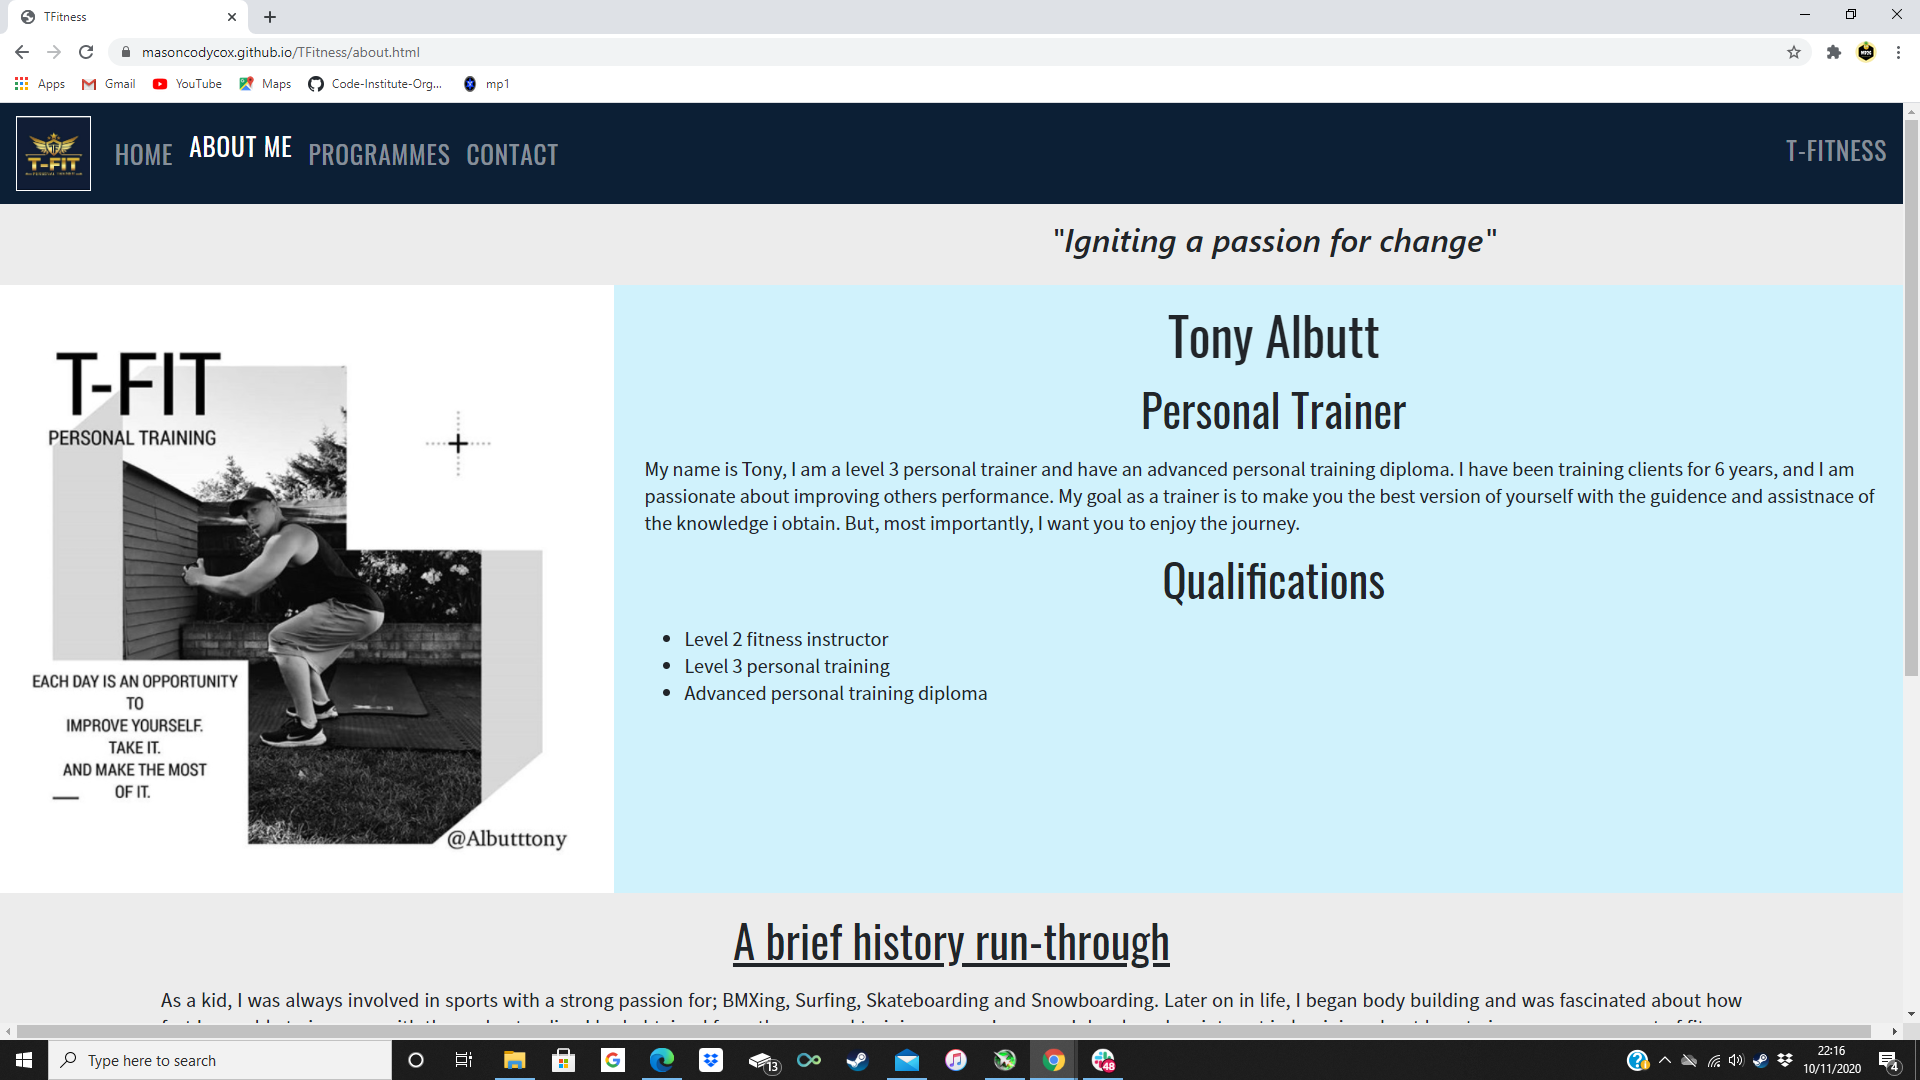 TFitness
masoncodycox.github.io/TFitness/about.html
Apps Gmail YouTube Maps Code-Institute-Org... mp1
T-FIT
HOME ABOUT ME PROGRAMMES CONTACT
T-FITNESS
"Igniting a passion for change"
T-FIT
PERSONAL TRAINING
EACH DAY IS AN OPPORTUNITY
TO
IMPROVE YOURSELF.
TAKE IT.
AND MAKE THE MOST
OF IT.
@Albutttony
Tony Albutt
Personal Trainer
My name is Tony, I am a level 3 personal trainer and have an advanced personal training diploma. I have been training clients for 6 years, and I am
passionate about improving others performance. My goal as a trainer is to make you the best version of yourself with the guidence and assistnace of
the knowledge i obtain. But, most importantly, I want you to enjoy the journey.
Qualifications
Level 2 fitness instructor
Level 3 personal training
Advanced personal training diploma
A brief history run-through
As a kid, I was always involved in sports with a strong passion for; BMXing, Surfing, Skateboarding and Snowboarding. Later on in life, I began body building and was fascinated about how
Type here to search
13
48
22:16
10/11/2020
4